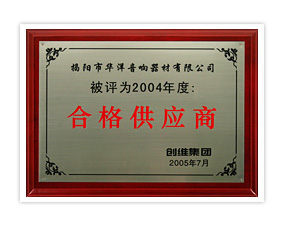 揭阳市华洋音响器材有限公司
被评为2004年度:
合格供应商
创维集团
2005年7月